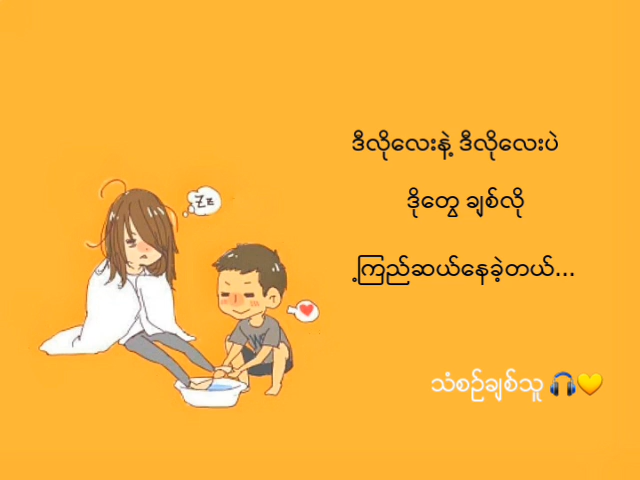 Zz
ဒီလိုလေးနဲ့ ဒီလိုလေးပဲ
ဒိုတွေ ချစ်လို
့ကြည်ဆယ်နေခဲ့တယ်...
သံစဉ်ချစ်သူ 🎧💛